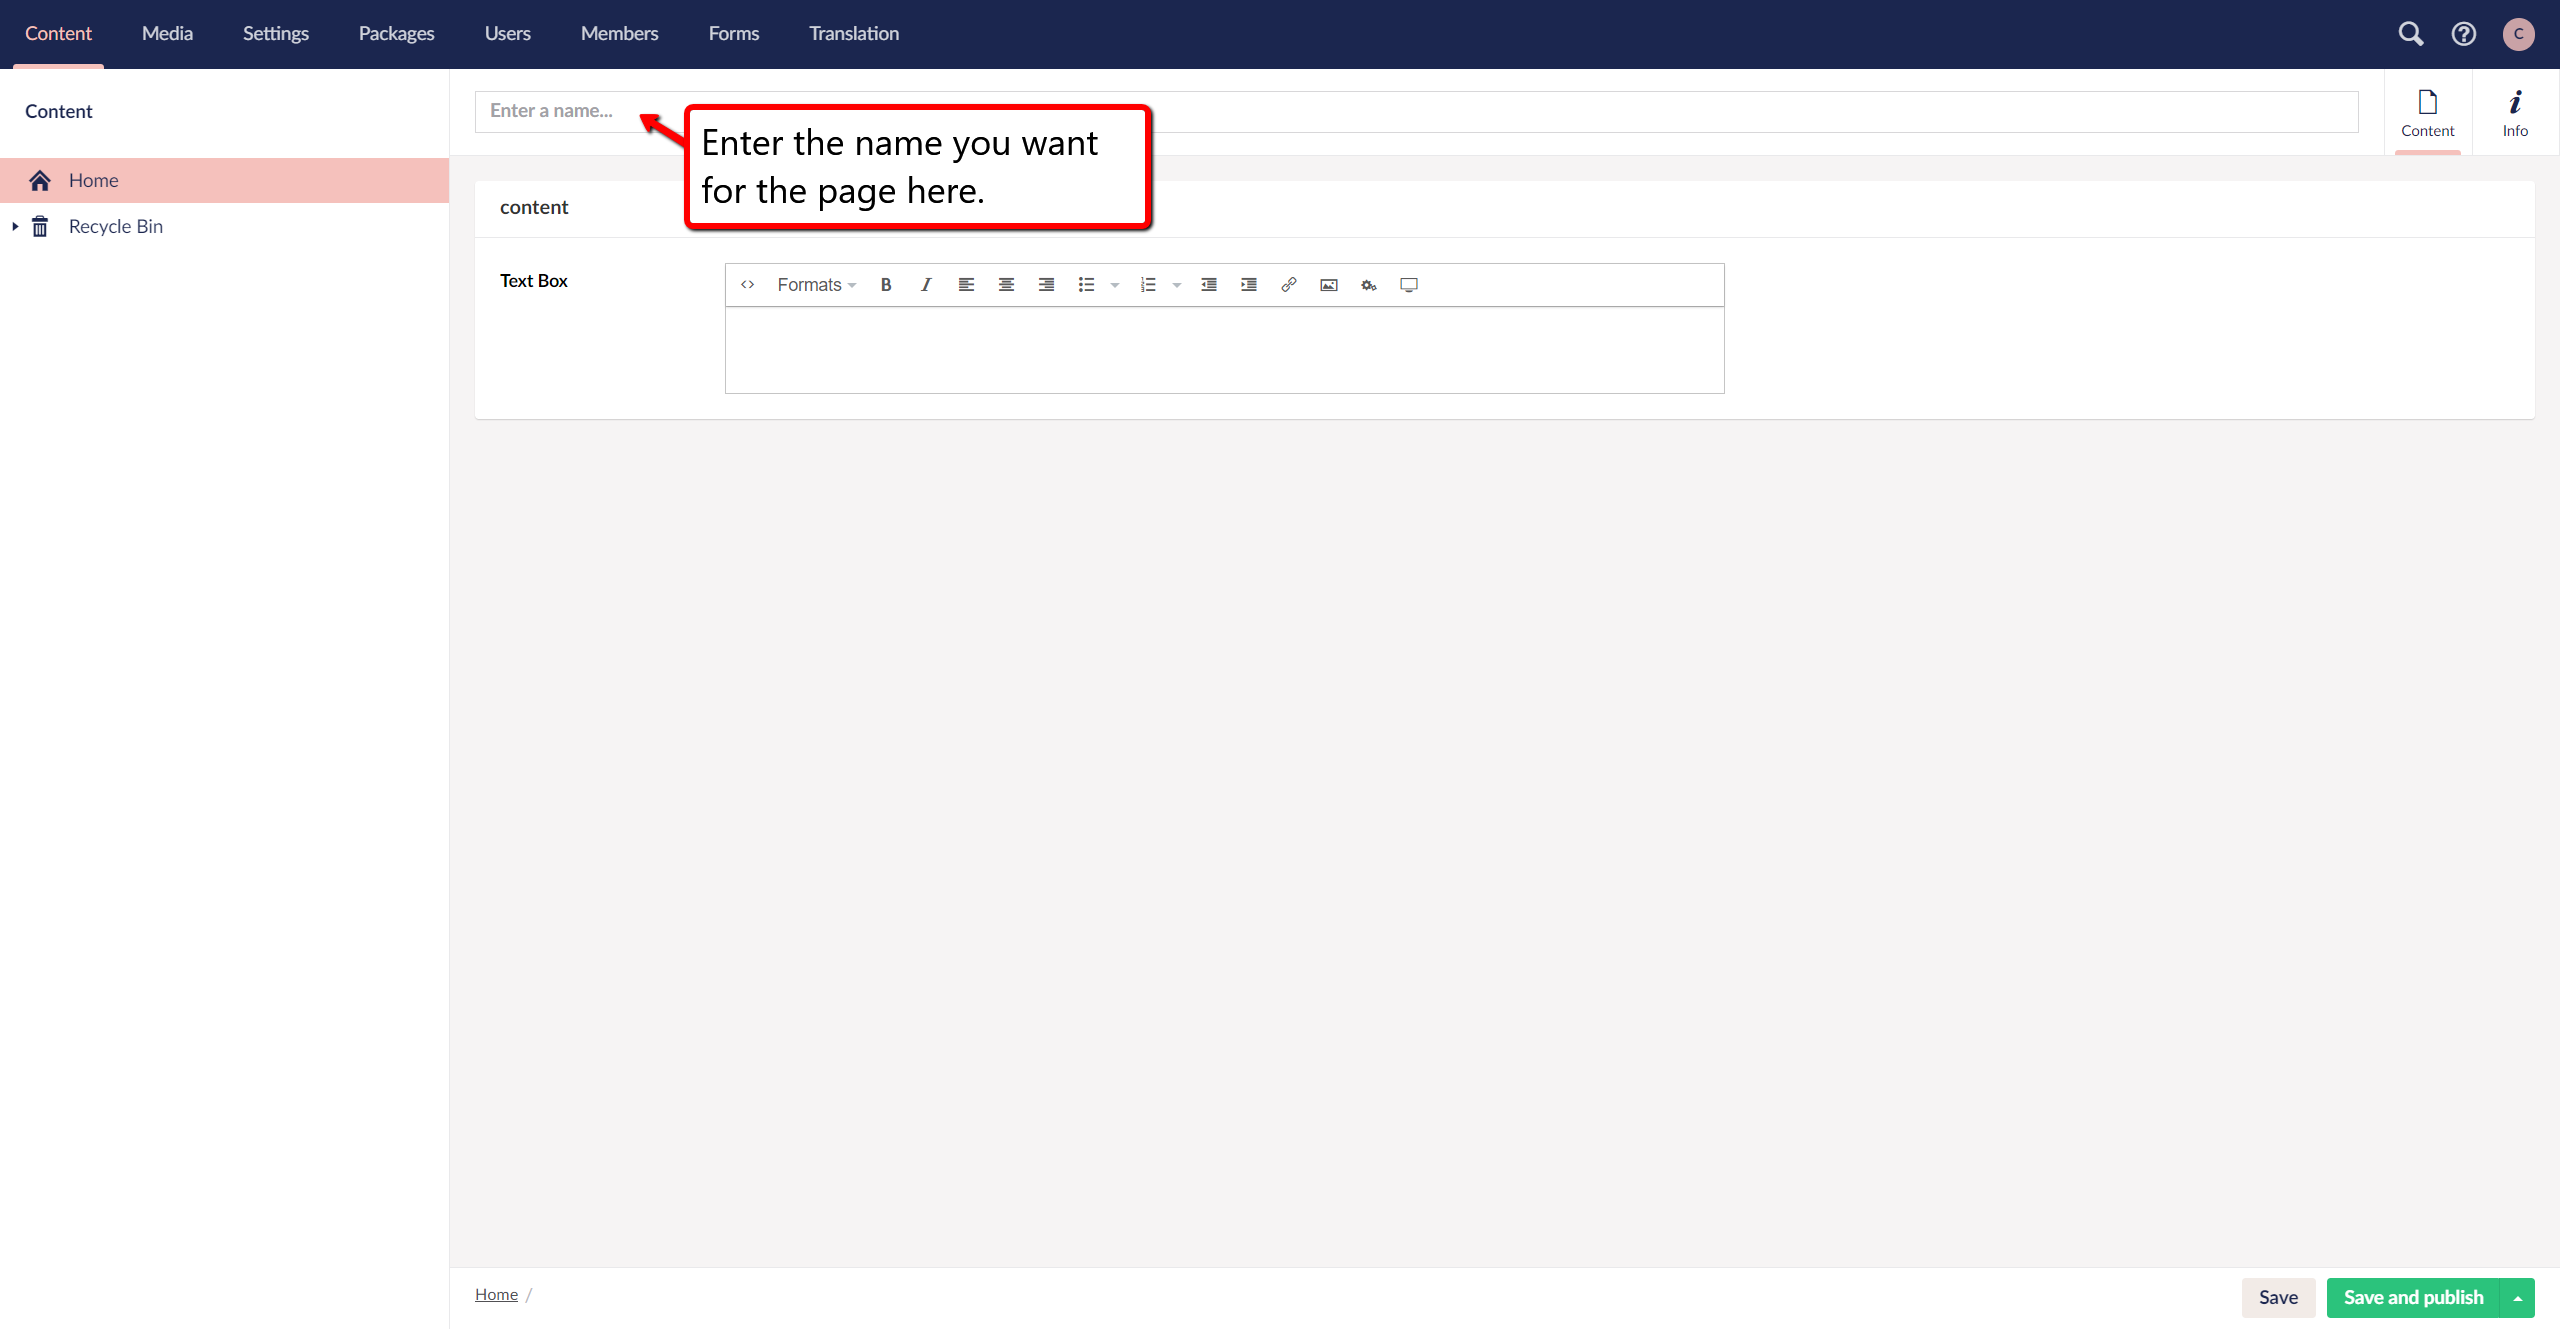 Content Media Settings Packages Users Members Forms Translation C
Content
Enter a name...
Enter the name you want
for the page here.
Content
Info
Home
Recycle Bin
content
Text Box
Formats B I
Home /
Save
Save and publish